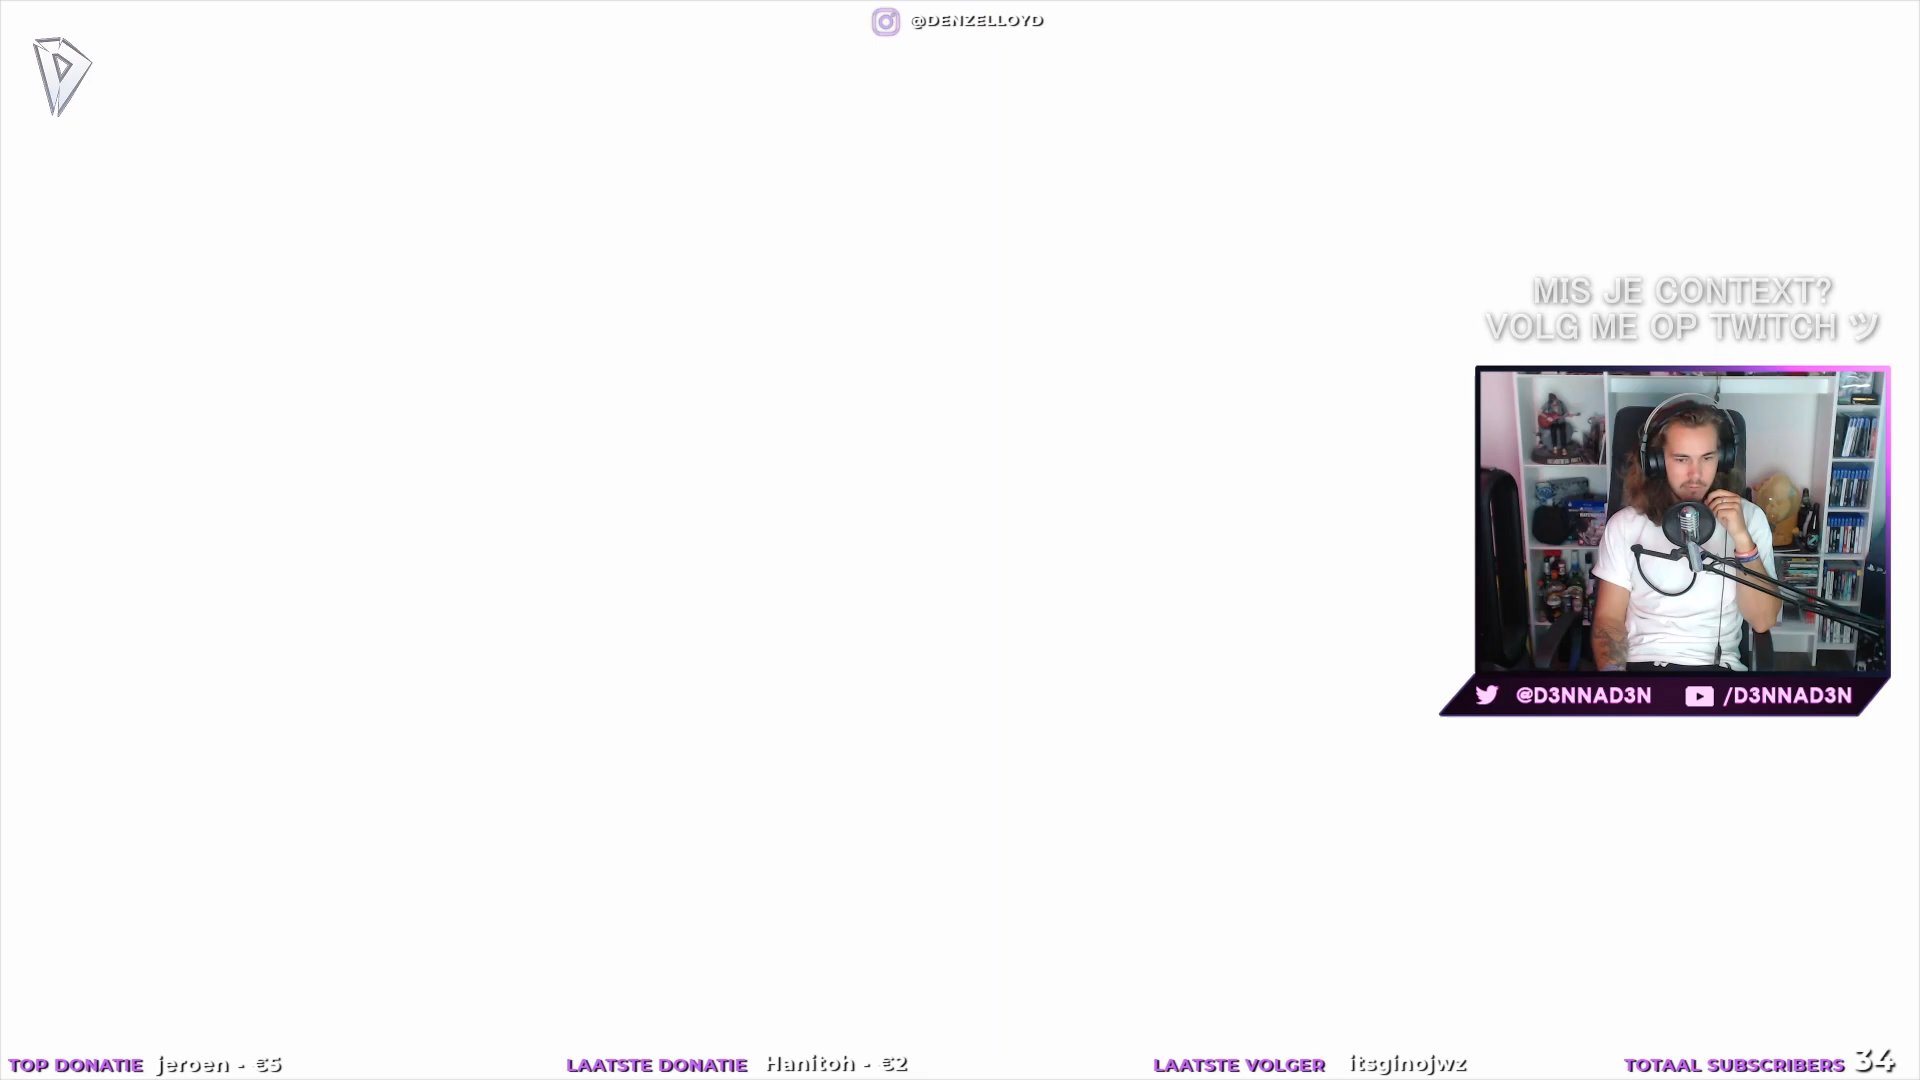 @DENZELLOYD
MIS JE CONTEXT?
VOLG ME OP TWITCH ツ
@D3NNAD3N /D3NNAD3N
TOP DONATIE jeroen - €5 LAATSTE DONATIE Hanitoh - €2 LAATSTE VOLGER itsginojwz TOTAAL SUBSCRIBERS 34